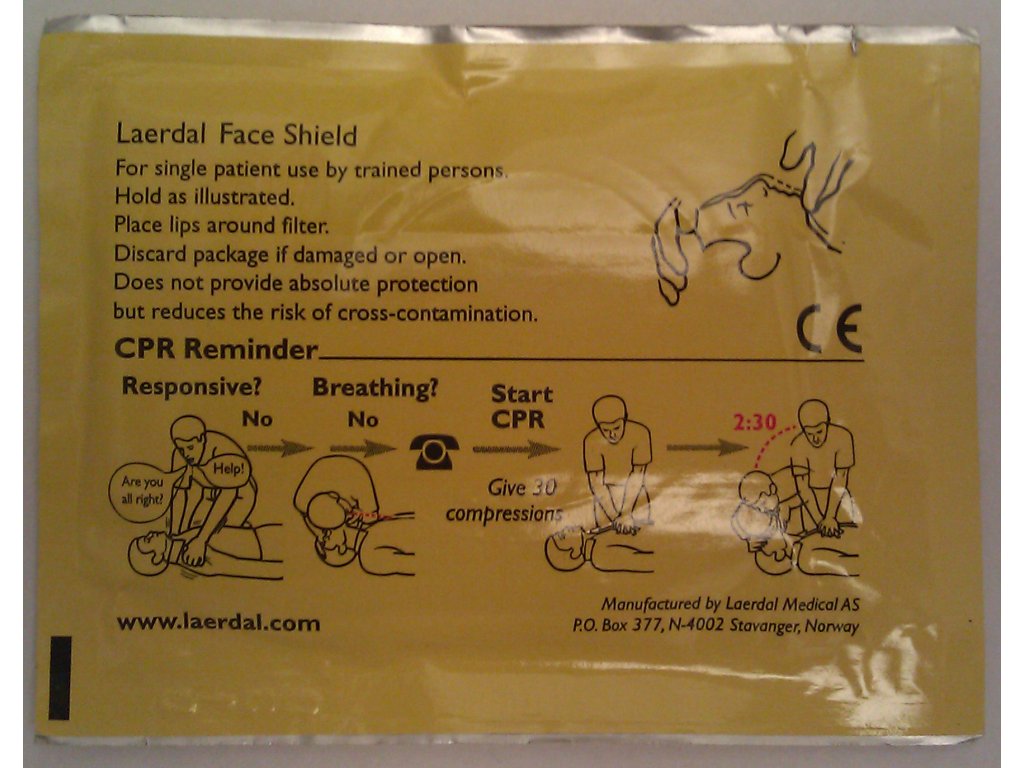 Laerdal Face Shield
For single patient use by trained persons.
Hold as illustrated.
Place lips around filter.
Discard package if damaged or open.
Does not provide absolute protection
but reduces the risk of cross-contamination.
CE
CPR Reminder
Responsive?
No
Breathing?
No
Start
CPR
2:30
Help!
Are you
all right?
Give 30
compressions
www.laerdal.com
Manufactured by Laerdal Medical AS
P.O. Box 377, N-4002 Stavanger, Norway